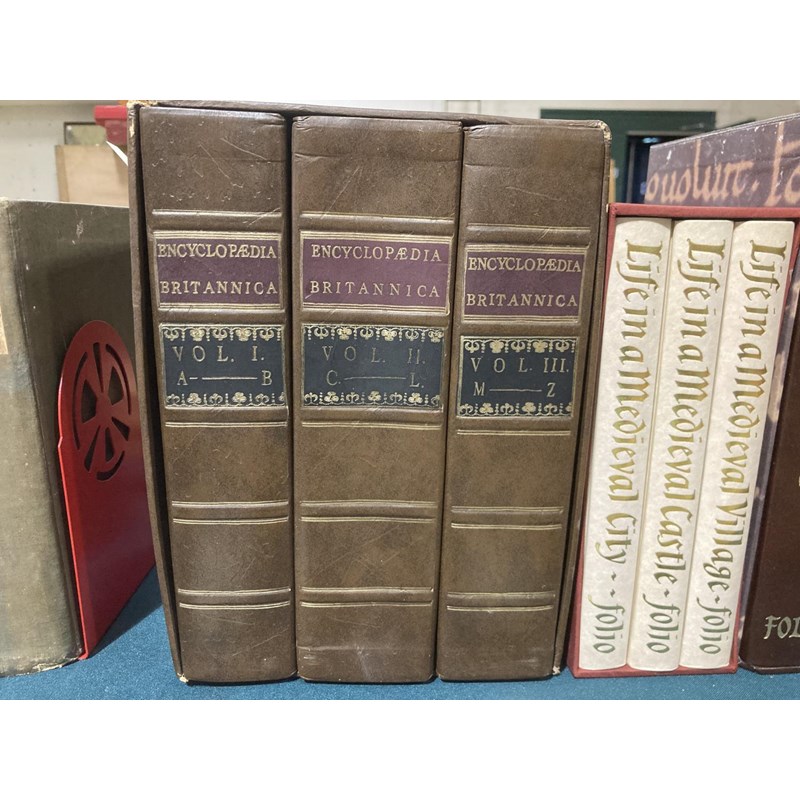 ENCYCLOPÆDIA
BRITANNICA
VOL. I.
A — B
ENCYCLOPÆDIA
BRITANNICA
VOL. II.
C. — L.
ENCYCLOPÆDIA
BRITANNICA
VOL. III.
M — Z
Life in a Medieval City · folio
Life in a Medieval Castle · folio
Life in a Medieval Village · folio
FOL